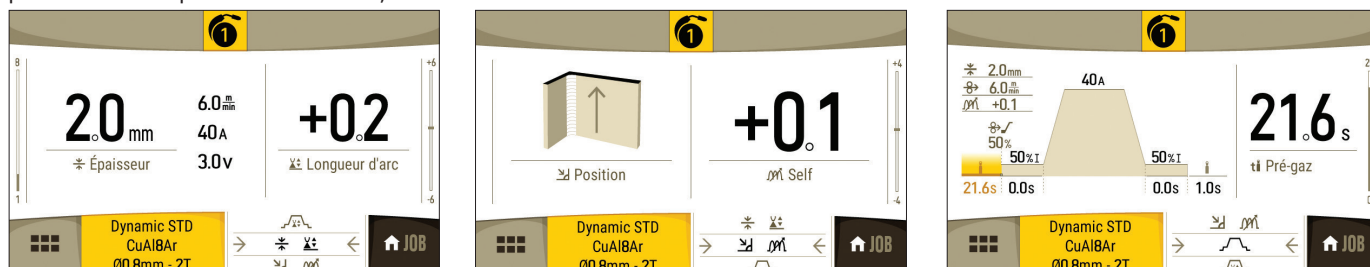 1
8
+6
2.0 mm
6.0 m/min
40A
3.0V
+0.2
Épaisseur
Longueur d'arc
1
-6
Dynamic STD
CuAl8Ar
Ø0.8mm - 2T
JOB
1
+4
+0.1
Position
Self
-4
Dynamic STD
CuAl8Ar
Ø0.8mm - 2T
JOB
1
2.0mm
6.0 m/min
+0.1
50%
40A
50%I
50%I
21.6s
0.0s
0.0s
1.0s
21.6 s
Pré-gaz
Dynamic STD
CuAl8Ar
Ø0.8mm - 2T
JOB